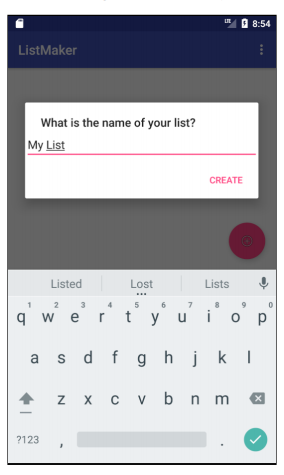 LTE 8:54
ListMaker
What is the name of your list?
My List
CREATE
Listed Lost Lists
1 2 3 4 5 6 7 8 9 0
q w e r t y u i o p
a s d f g h j k l
z x c v b n m
?123 , .